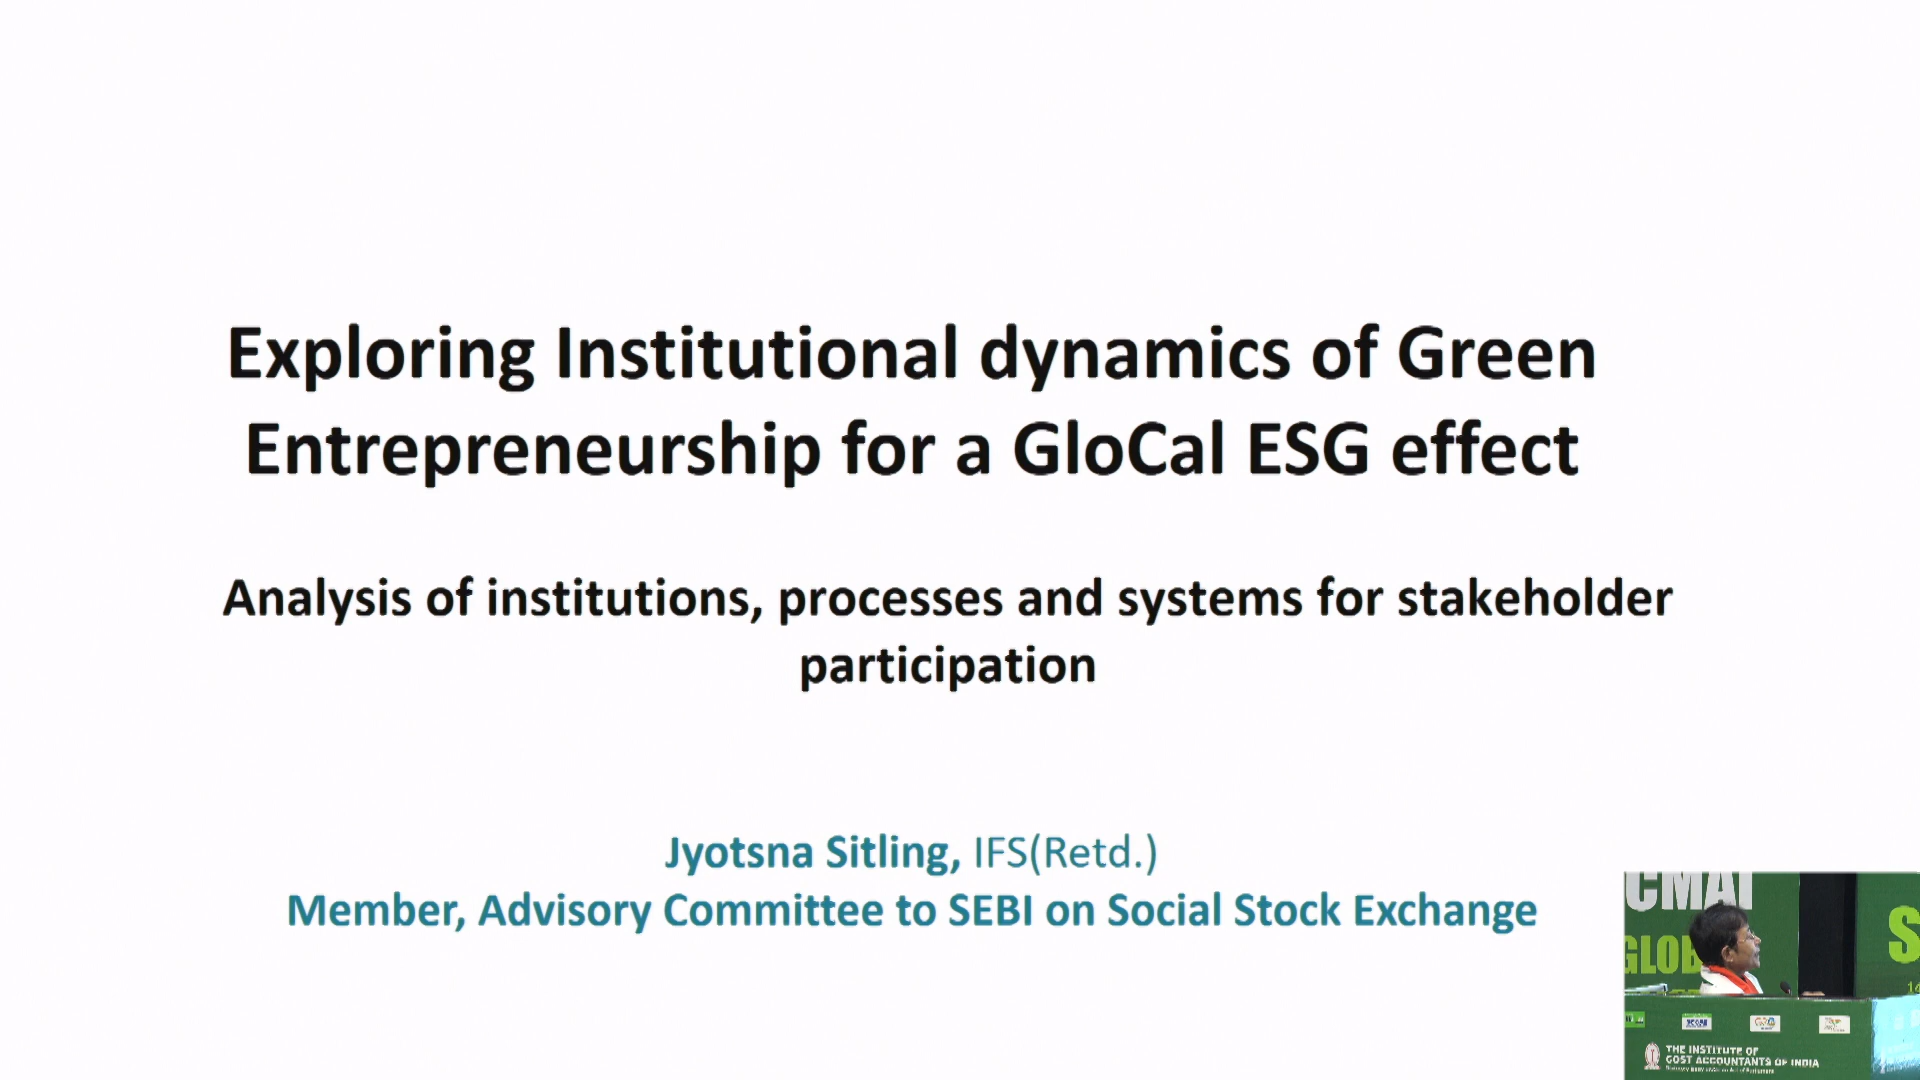 Exploring Institutional dynamics of Green
Entrepreneurship for a GloCal ESG effect
Analysis of institutions, processes and systems for stakeholder
participation
Jyotsna Sitling, IFS(Retd.)
Member, Advisory Committee to SEBI on Social Stock Exchange
CMAI
GLOB
S
THE INSTITUTE OF
COST ACCOUNTANTS OF INDIA